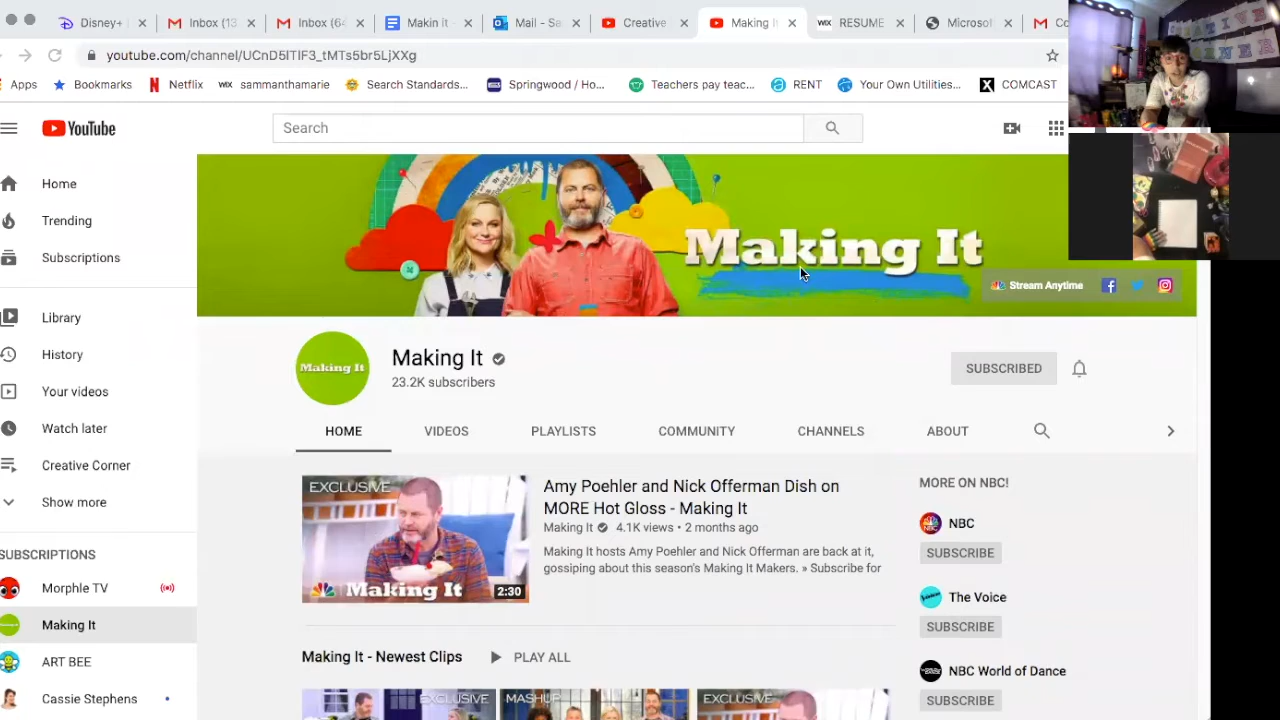 Disney+
Inbox (13
Inbox (64
Makin it -
Mail - Sa
Creative
Making I
WIX RESUME
Microsof
Co
youtube.com/channel/UCnD5ITIF3_tMTs5br5LjXXg
Apps
Bookmarks
Netflix
WIX sammanthamarie
Search Standards...
Springwood / Ho...
Teachers pay teac...
RENT
Your Own Utilities...
COMCAST
YouTube
Search
Home
Trending
Subscriptions
Library
History
Your videos
Watch later
Creative Corner
Show more
SUBSCRIPTIONS
Morphle TV
Making It
ART BEE
Cassie Stephens
Making It
Stream Anytime
Making It
Making It
23.2K subscribers
SUBSCRIBED
HOME
VIDEOS
PLAYLISTS
COMMUNITY
CHANNELS
ABOUT
EXCLUSIVE
Making It
2:30
Amy Poehler and Nick Offerman Dish on
MORE Hot Gloss - Making It
Making It 4.1K views • 2 months ago
Making It hosts Amy Poehler and Nick Offerman are back at it,
gossiping about this season's Making It Makers. » Subscribe for
MORE ON NBC!
NBC
SUBSCRIBE
The Voice
SUBSCRIBE
NBC World of Dance
SUBSCRIBE
Making It - Newest Clips
PLAY ALL
EXCLUSIVE
MASHUP
EXCLUSIVE